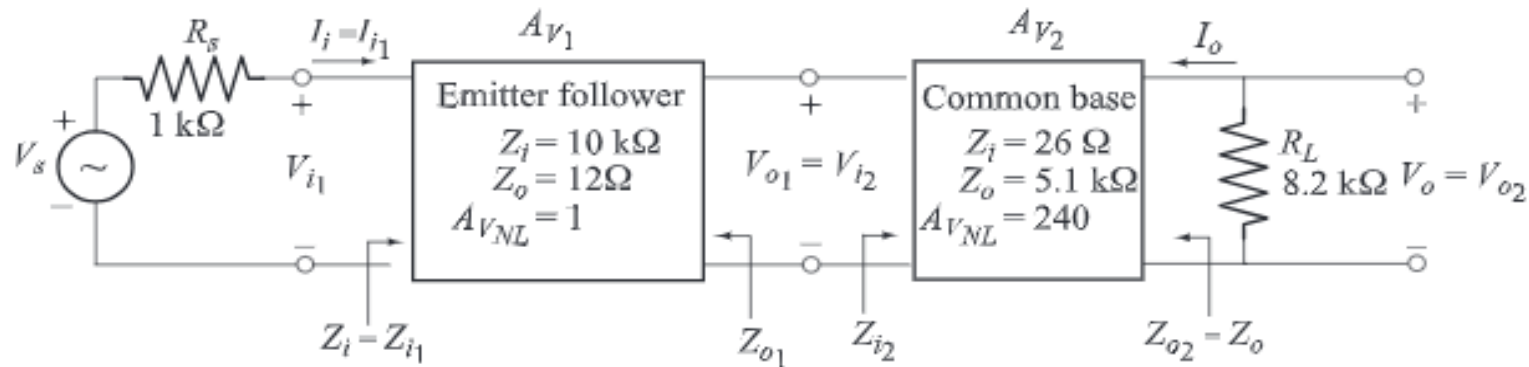 R_s
1 kΩ
+
V_s
~
−
I_i = I_{i_1}
+
V_{i_1}
−
Z_i = Z_{i_1}
A_{V_1}
Emitter follower
Z_i = 10 kΩ
Z_o = 12Ω
A_{V_{NL}} = 1
Z_{o_1}
+
V_{o_1} = V_{i_2}
−
Z_{i_2}
A_{V_2}
Common base
Z_i = 26 Ω
Z_o = 5.1 kΩ
A_{V_{NL}} = 240
I_o
R_L
8.2 kΩ
+
V_o = V_{o_2}
−
Z_{o_2} = Z_o